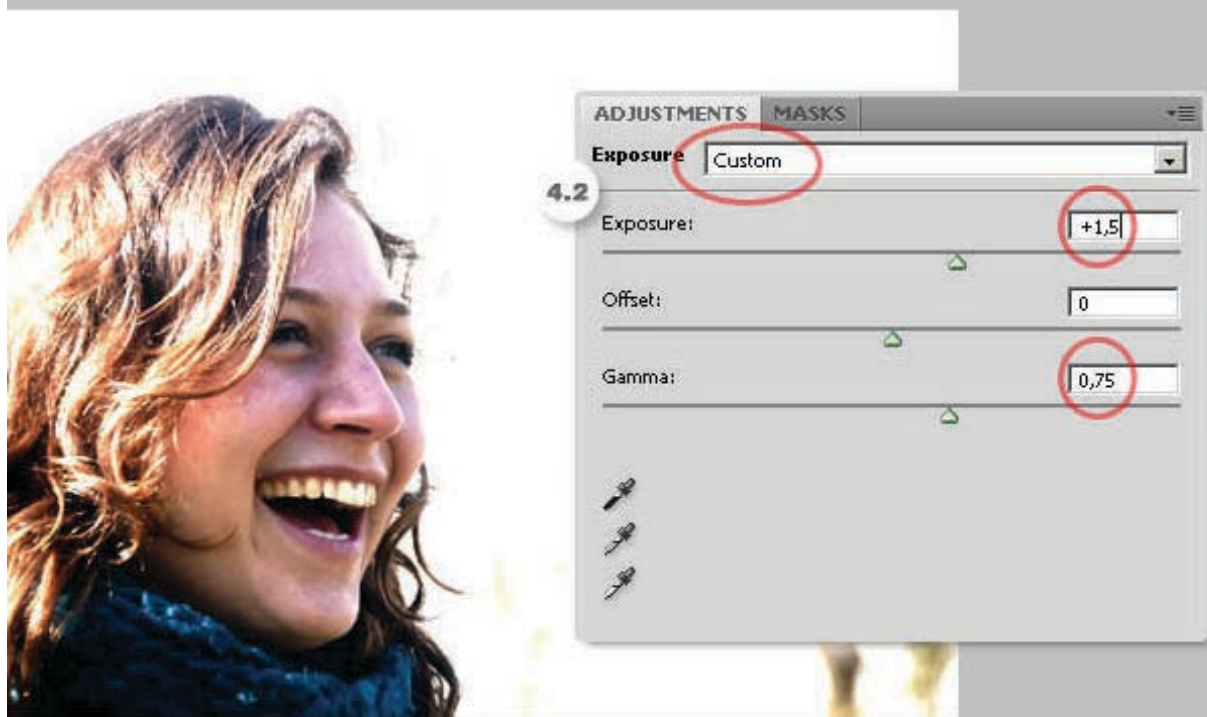 ADJUSTMENTS MASKS
Exposure Custom
4.2
Exposure: +1,5
Offset: 0
Gamma: 0,75